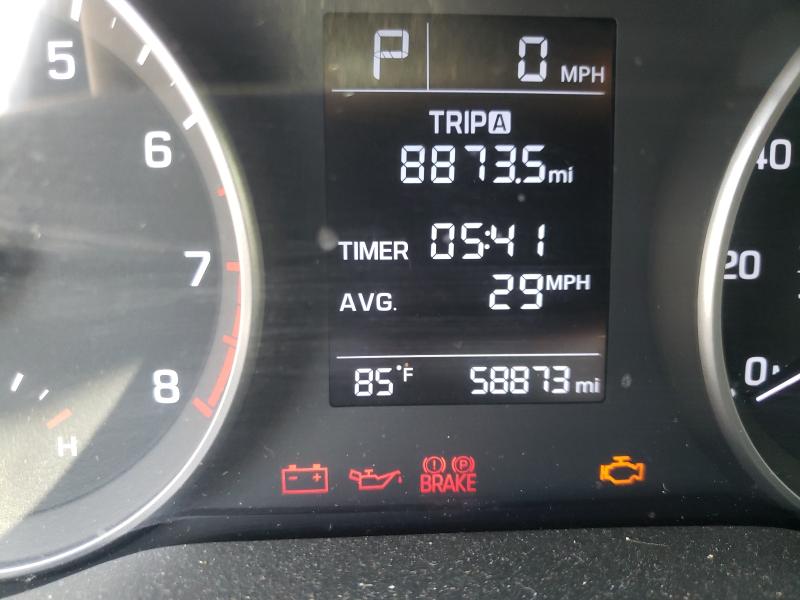 P 0 MPH
TRIP A
8873.5 mi
TIMER 05:41
AVG. 29 MPH
85°F 58873 mi
5
6
7
8
H
40
20
0
BRAKE